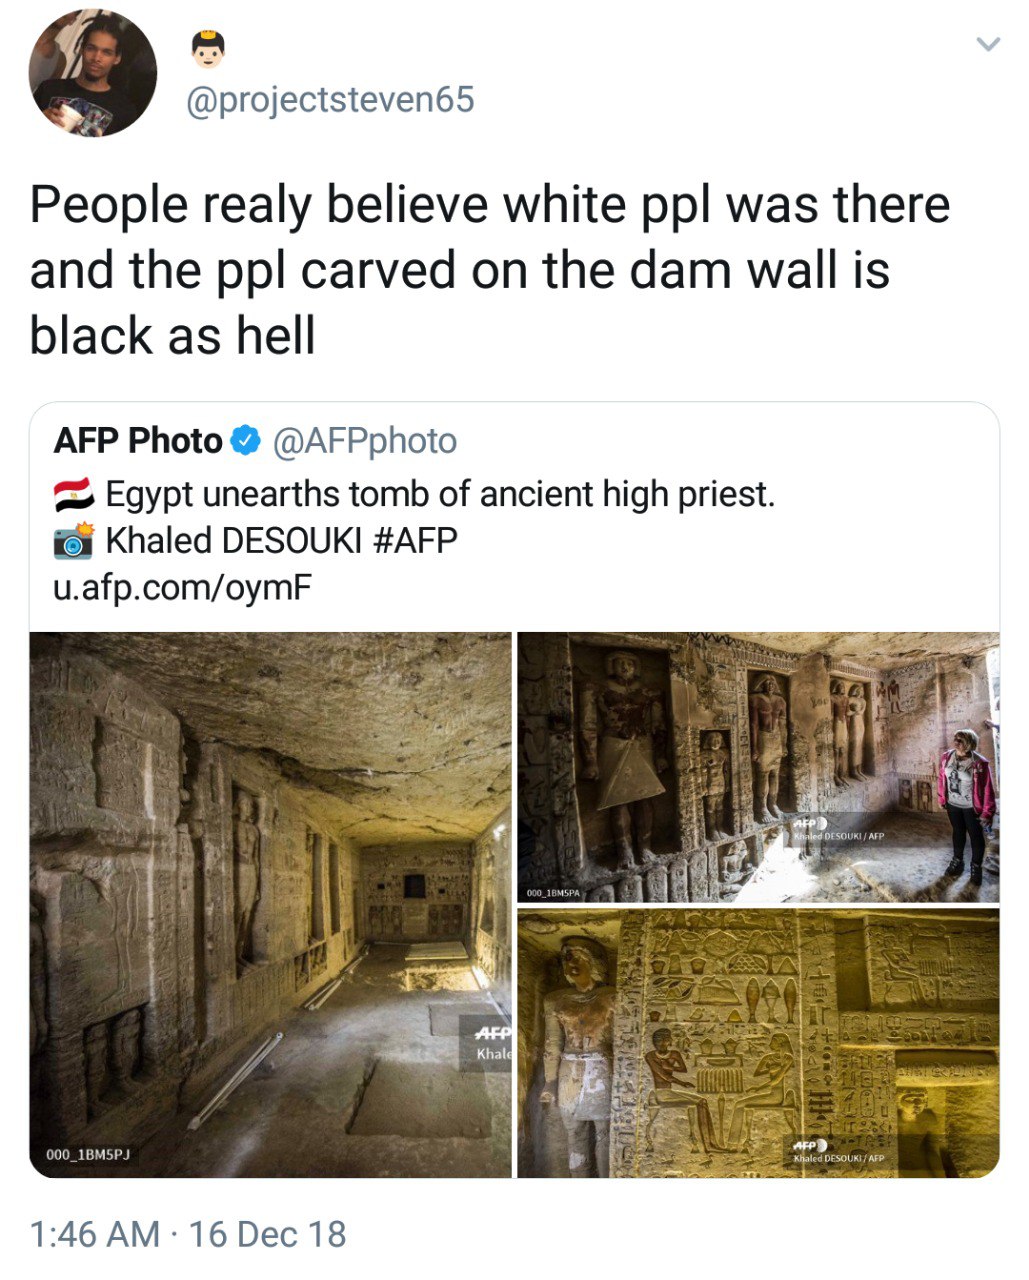 @projectsteven65
People realy believe white ppl was there
and the ppl carved on the dam wall is
black as hell
AFP Photo @AFPphoto
Egypt unearths tomb of ancient high priest.
Khaled DESOUKI #AFP
u.afp.com/oymF
AFP
Khaled DESOUKI / AFP
000_1BM5PA
AFP
Khale
000_1BM5PJ
AFP
Khaled DESOUKI / AFP
1:46 AM · 16 Dec 18